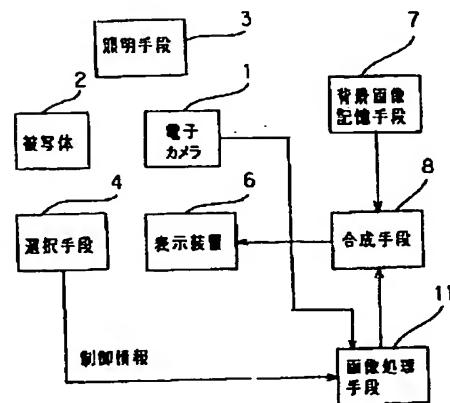 3
照明手段
2
被写体
1
電子
カメラ
7
背景画像
記憶手段
4
選択手段
6
表示装置
8
合成手段
11
画像処理
手段
制御情報